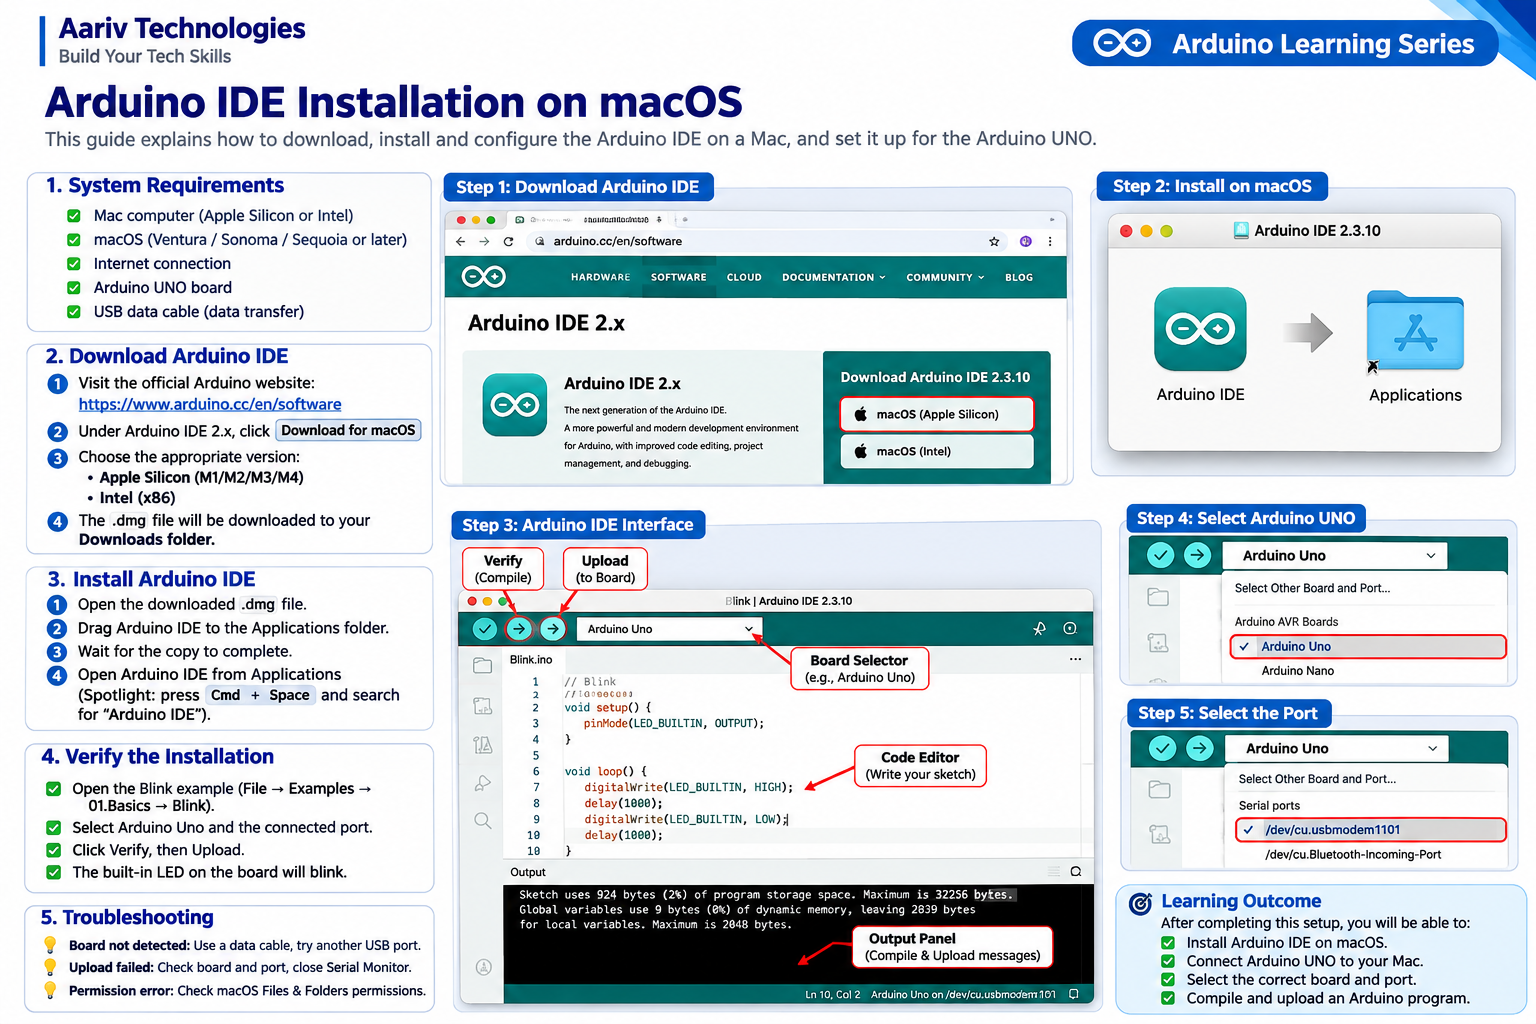 Aariv Technologies
Build Your Tech Skills
Arduino Learning Series
Arduino IDE Installation on macOS
This guide explains how to download, install and configure the Arduino IDE on a Mac, and set it up for the Arduino UNO.
1. System Requirements
Mac computer (Apple Silicon or Intel)
macOS (Ventura / Sonoma / Sequoia or later)
Internet connection
Arduino UNO board
USB data cable (data transfer)
2. Download Arduino IDE
1 Visit the official Arduino website:
https://www.arduino.cc/en/software
2 Under Arduino IDE 2.x, click Download for macOS
3 Choose the appropriate version:
• Apple Silicon (M1/M2/M3/M4)
• Intel (x86)
4 The .dmg file will be downloaded to your
Downloads folder.
3. Install Arduino IDE
1 Open the downloaded .dmg file.
2 Drag Arduino IDE to the Applications folder.
3 Wait for the copy to complete.
4 Open Arduino IDE from Applications
(Spotlight: press Cmd + Space and search
for “Arduino IDE”).
4. Verify the Installation
Open the Blink example (File → Examples →
01.Basics → Blink).
Select Arduino Uno and the connected port.
Click Verify, then Upload.
The built-in LED on the board will blink.
5. Troubleshooting
Board not detected: Use a data cable, try another USB port.
Upload failed: Check board and port, close Serial Monitor.
Permission error: Check macOS Files & Folders permissions.
Step 1: Download Arduino IDE
arduino.cc/en/software
HARDWARE SOFTWARE CLOUD DOCUMENTATION COMMUNITY BLOG
Arduino IDE 2.x
Arduino IDE 2.x
The next generation of the Arduino IDE.
A more powerful and modern development environment
for Arduino, with improved code editing, project
management, and debugging.
Download Arduino IDE 2.3.10
macOS (Apple Silicon)
macOS (Intel)
Step 2: Install on macOS
Arduino IDE 2.3.10
Arduino IDE
Applications
Step 3: Arduino IDE Interface
Verify
(Compile)
Upload
(to Board)
Blink | Arduino IDE 2.3.10
Arduino Uno
Board Selector
(e.g., Arduino Uno)
Blink.ino
1 // Blink
2
2 void setup() {
3 pinMode(LED_BUILTIN, OUTPUT);
4 }
5
6 void loop() {
7 digitalWrite(LED_BUILTIN, HIGH);
8 delay(1000);
9 digitalWrite(LED_BUILTIN, LOW);
10 delay(1000);
10 }
Code Editor
(Write your sketch)
Output
Sketch uses 924 bytes (2%) of program storage space. Maximum is 32256 bytes.
Global variables use 9 bytes (0%) of dynamic memory, leaving 2039 bytes
for local variables. Maximum is 2048 bytes.
Output Panel
(Compile & Upload messages)
Ln 10, Col 2 Arduino Uno on /dev/cu.usbmodem1101
Step 4: Select Arduino UNO
Arduino Uno
Select Other Board and Port...
Arduino AVR Boards
✓ Arduino Uno
Arduino Nano
Step 5: Select the Port
Arduino Uno
Select Other Board and Port...
Serial ports
✓ /dev/cu.usbmodem1101
/dev/cu.Bluetooth-Incoming-Port
Learning Outcome
After completing this setup, you will be able to:
Install Arduino IDE on macOS.
Connect Arduino UNO to your Mac.
Select the correct board and port.
Compile and upload an Arduino program.